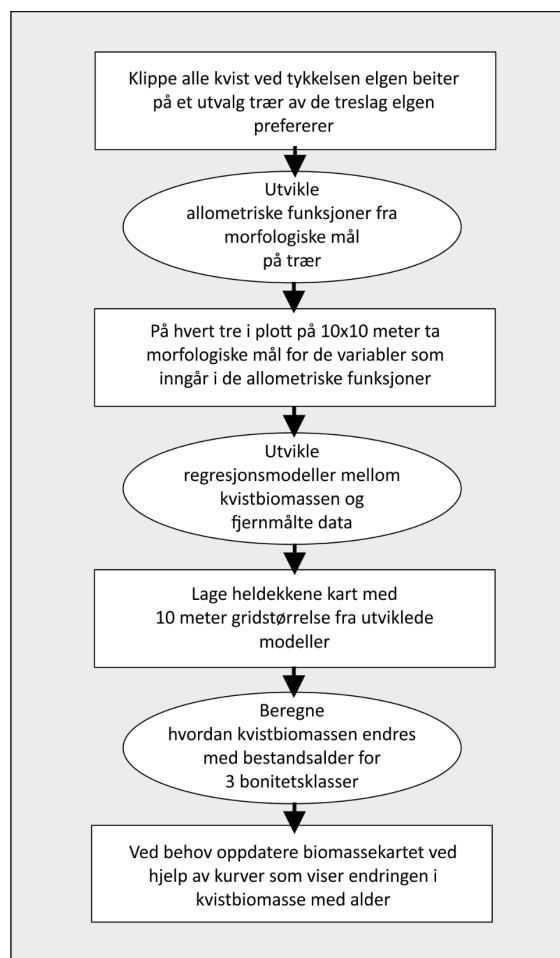 Klippe alle kvist ved tykkelsen elgen beiter
på et utvalg trær av de treslag elgen
prefererer
Utvikle
allometriske funksjoner fra
morfologiske mål
på trær
På hvert tre i plott på 10x10 meter ta
morfologiske mål for de variabler som
inngår i de allometriske funksjoner
Utvikle
regresjonsmodeller mellom
kvistbiomassen og
fjernmålte data
Lage heldekkene kart med
10 meter gridstørrelse fra utviklede
modeller
Beregne
hvordan kvistbiomassen endres
med bestandsalder for
3 bonitetsklasser
Ved behov oppdatere biomassekartet ved
hjelp av kurver som viser endringen i
kvistbiomasse med alder